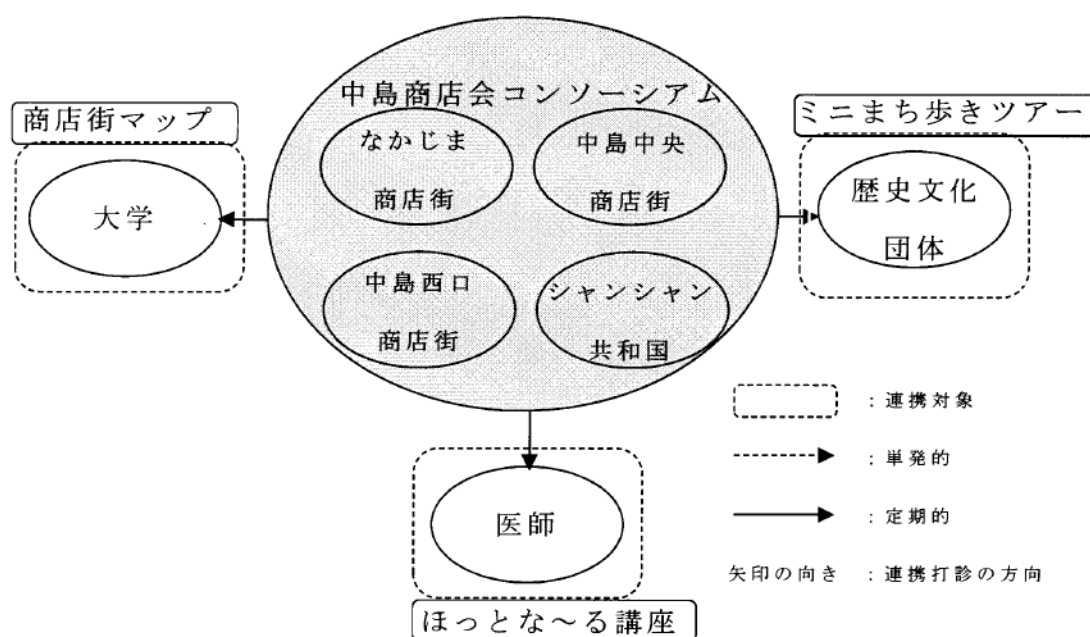 中島商店会コンソーシアム
商店街マップ
ミニまち歩きツアー
なかじま
商店街
中島中央
商店街
大学
歴史文化
団体
中島西口
商店街
シャンシャン
共和国
：連携対象
：単発的
医師
：定期的
矢印の向き ：連携打診の方向
ほっとな～る講座